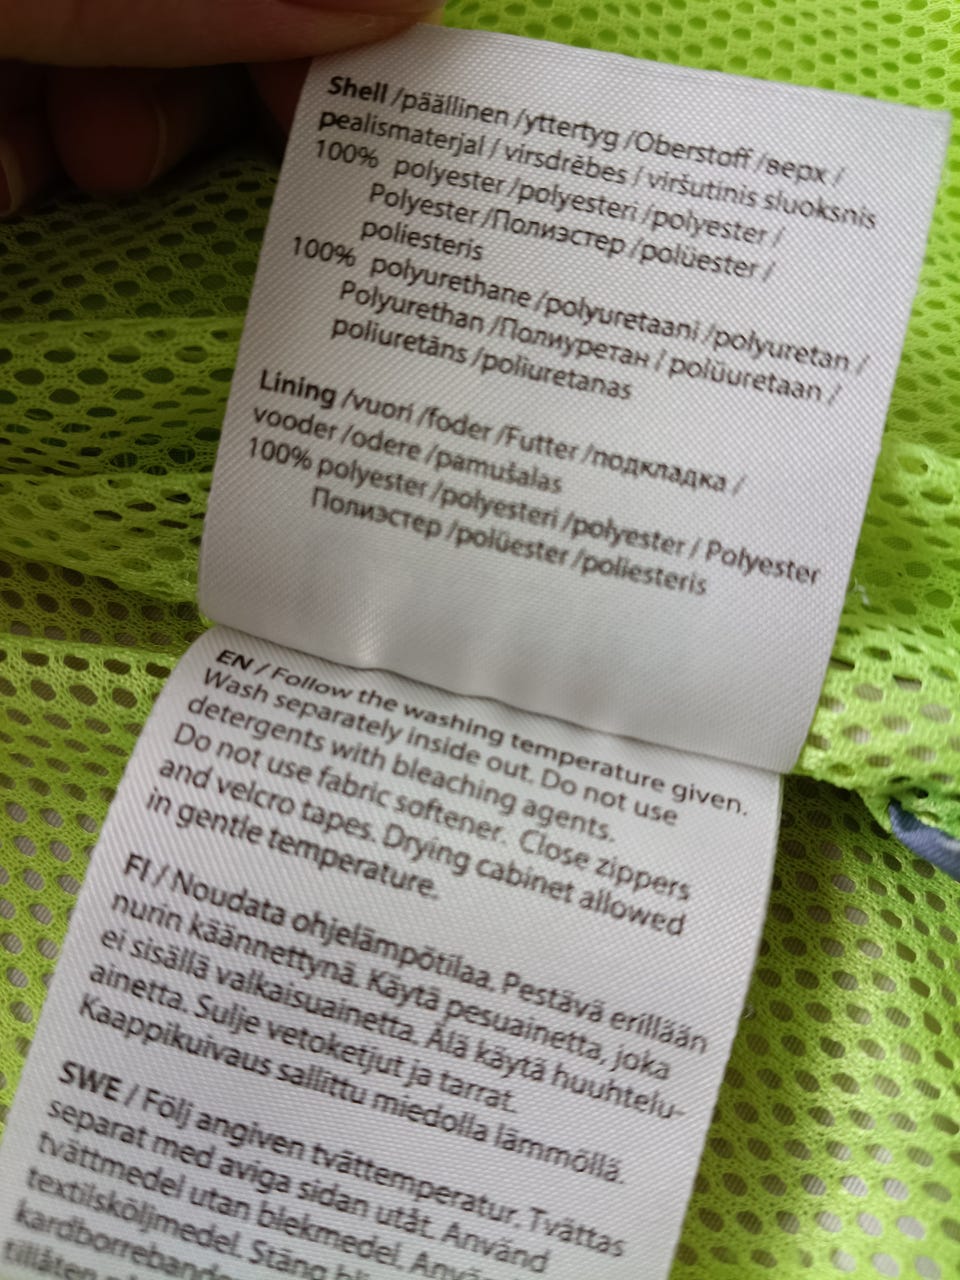 Shell /päällinen /yttertyg /Oberstoff /верх /
pealismaterjal / virsdrēbes / viršutinis sluoksnis
100% polyester /polyesteri /polyester /
Polyester /Полиэстер /polüester /
poliesteris
100% polyurethane /polyuretaani /polyuretan /
Polyurethan /Полиуретан / polüuretaan /
poliuretāns /poliuretanas
Lining /vuori /foder /Futter /подкладка /
vooder /odere /pamušalas
100% polyester /polyesteri /polyester / Polyester
Полиэстер /polüester /poliesteris
EN / Follow the washing temperature given.
Wash separately inside out. Do not use
detergents with bleaching agents.
Do not use fabric softener. Close zippers
and velcro tapes. Drying cabinet allowed
in gentle temperature.
FI / Noudata ohjelämpötilaa. Pestävä erillään
nurin käännettynä. Käytä pesuainetta, joka
ei sisällä valkaisuainetta. Älä käytä huuhtelu-
ainetta. Sulje vetoketjut ja tarrat.
Kaappikuivaus sallittu miedolla lämmöllä.
SWE / Följ angiven tvättemperatur. Tvättas
separat med aviga sidan utåt. Använd
tvättmedel utan blekmedel. Anvä
textilsköljmedel. Stäng
kardborreband
tillåten